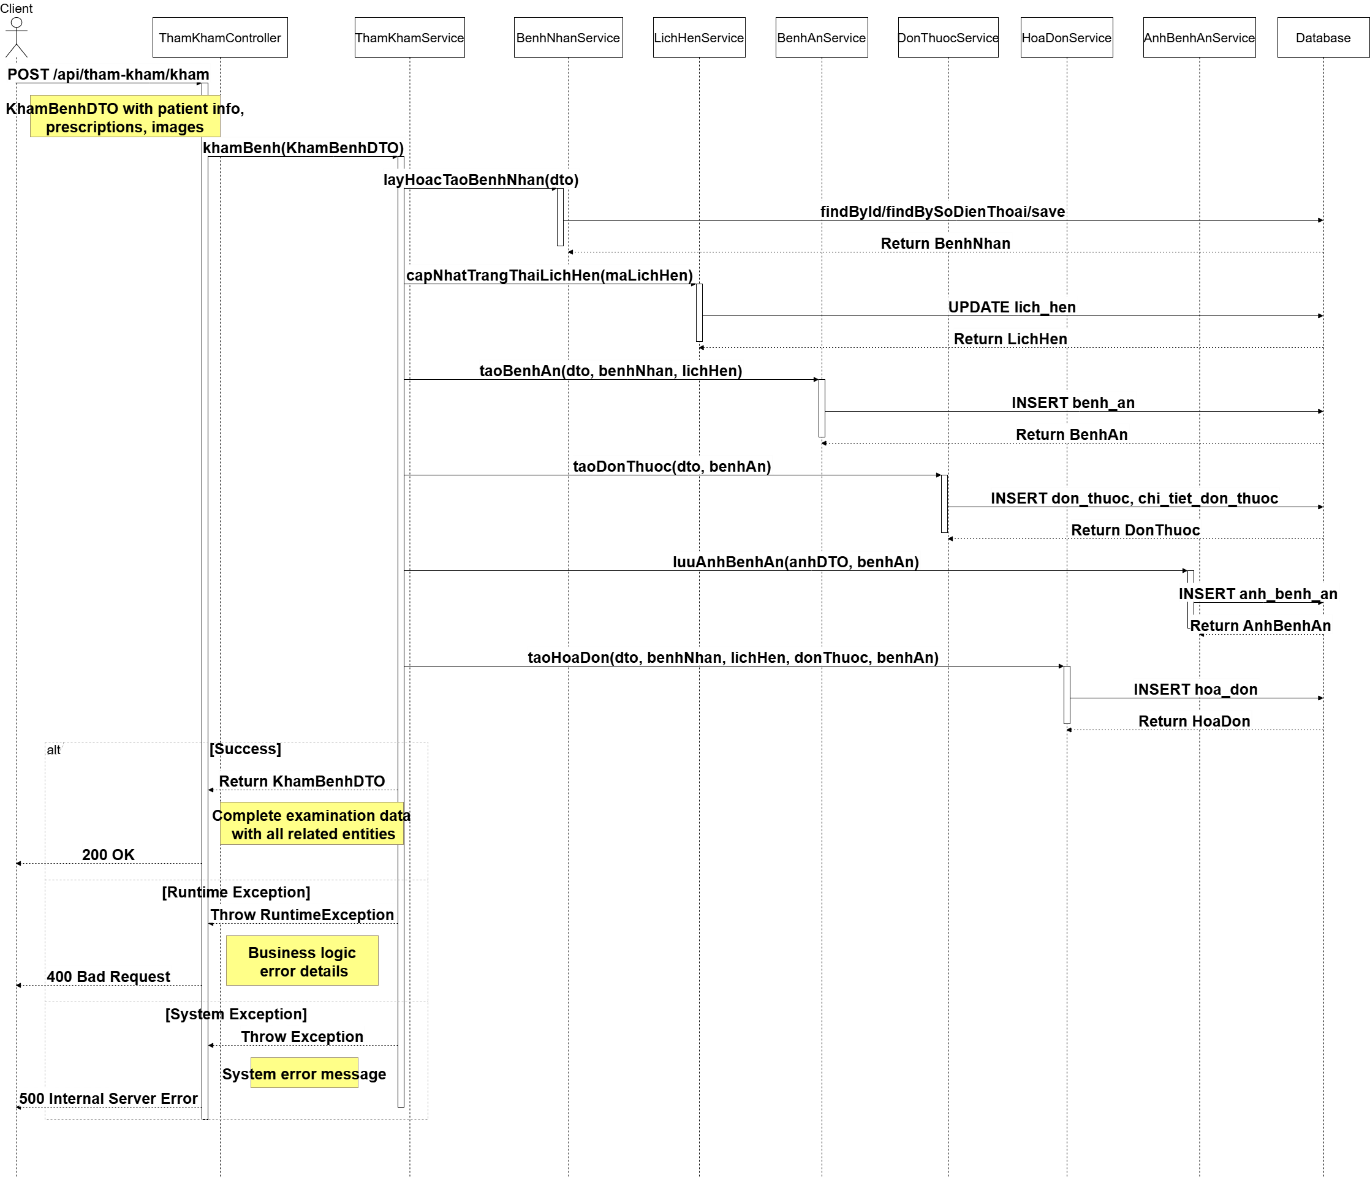 Client
ThamKhamController
ThamKhamService
BenhNhanService
LichHenService
BenhAnService
DonThuocService
HoaDonService
AnhBenhAnService
Database
POST /api/tham-kham/kham
KhamBenhDTO with patient info,
prescriptions, images
khamBenh(KhamBenhDTO)
layHoacTaoBenhNhan(dto)
findById/findBySoDienThoai/save
Return BenhNhan
capNhatTrangThaiLichHen(maLichHen)
UPDATE lich_hen
Return LichHen
taoBenhAn(dto, benhNhan, lichHen)
INSERT benh_an
Return BenhAn
taoDonThuoc(dto, benhAn)
INSERT don_thuoc, chi_tiet_don_thuoc
Return DonThuoc
luuAnhBenhAn(anhDTO, benhAn)
INSERT anh_benh_an
Return AnhBenhAn
taoHoaDon(dto, benhNhan, lichHen, donThuoc, benhAn)
INSERT hoa_don
Return HoaDon
alt
[Success]
Return KhamBenhDTO
Complete examination data
with all related entities
200 OK
[Runtime Exception]
Throw RuntimeException
Business logic
error details
400 Bad Request
[System Exception]
Throw Exception
System error message
500 Internal Server Error